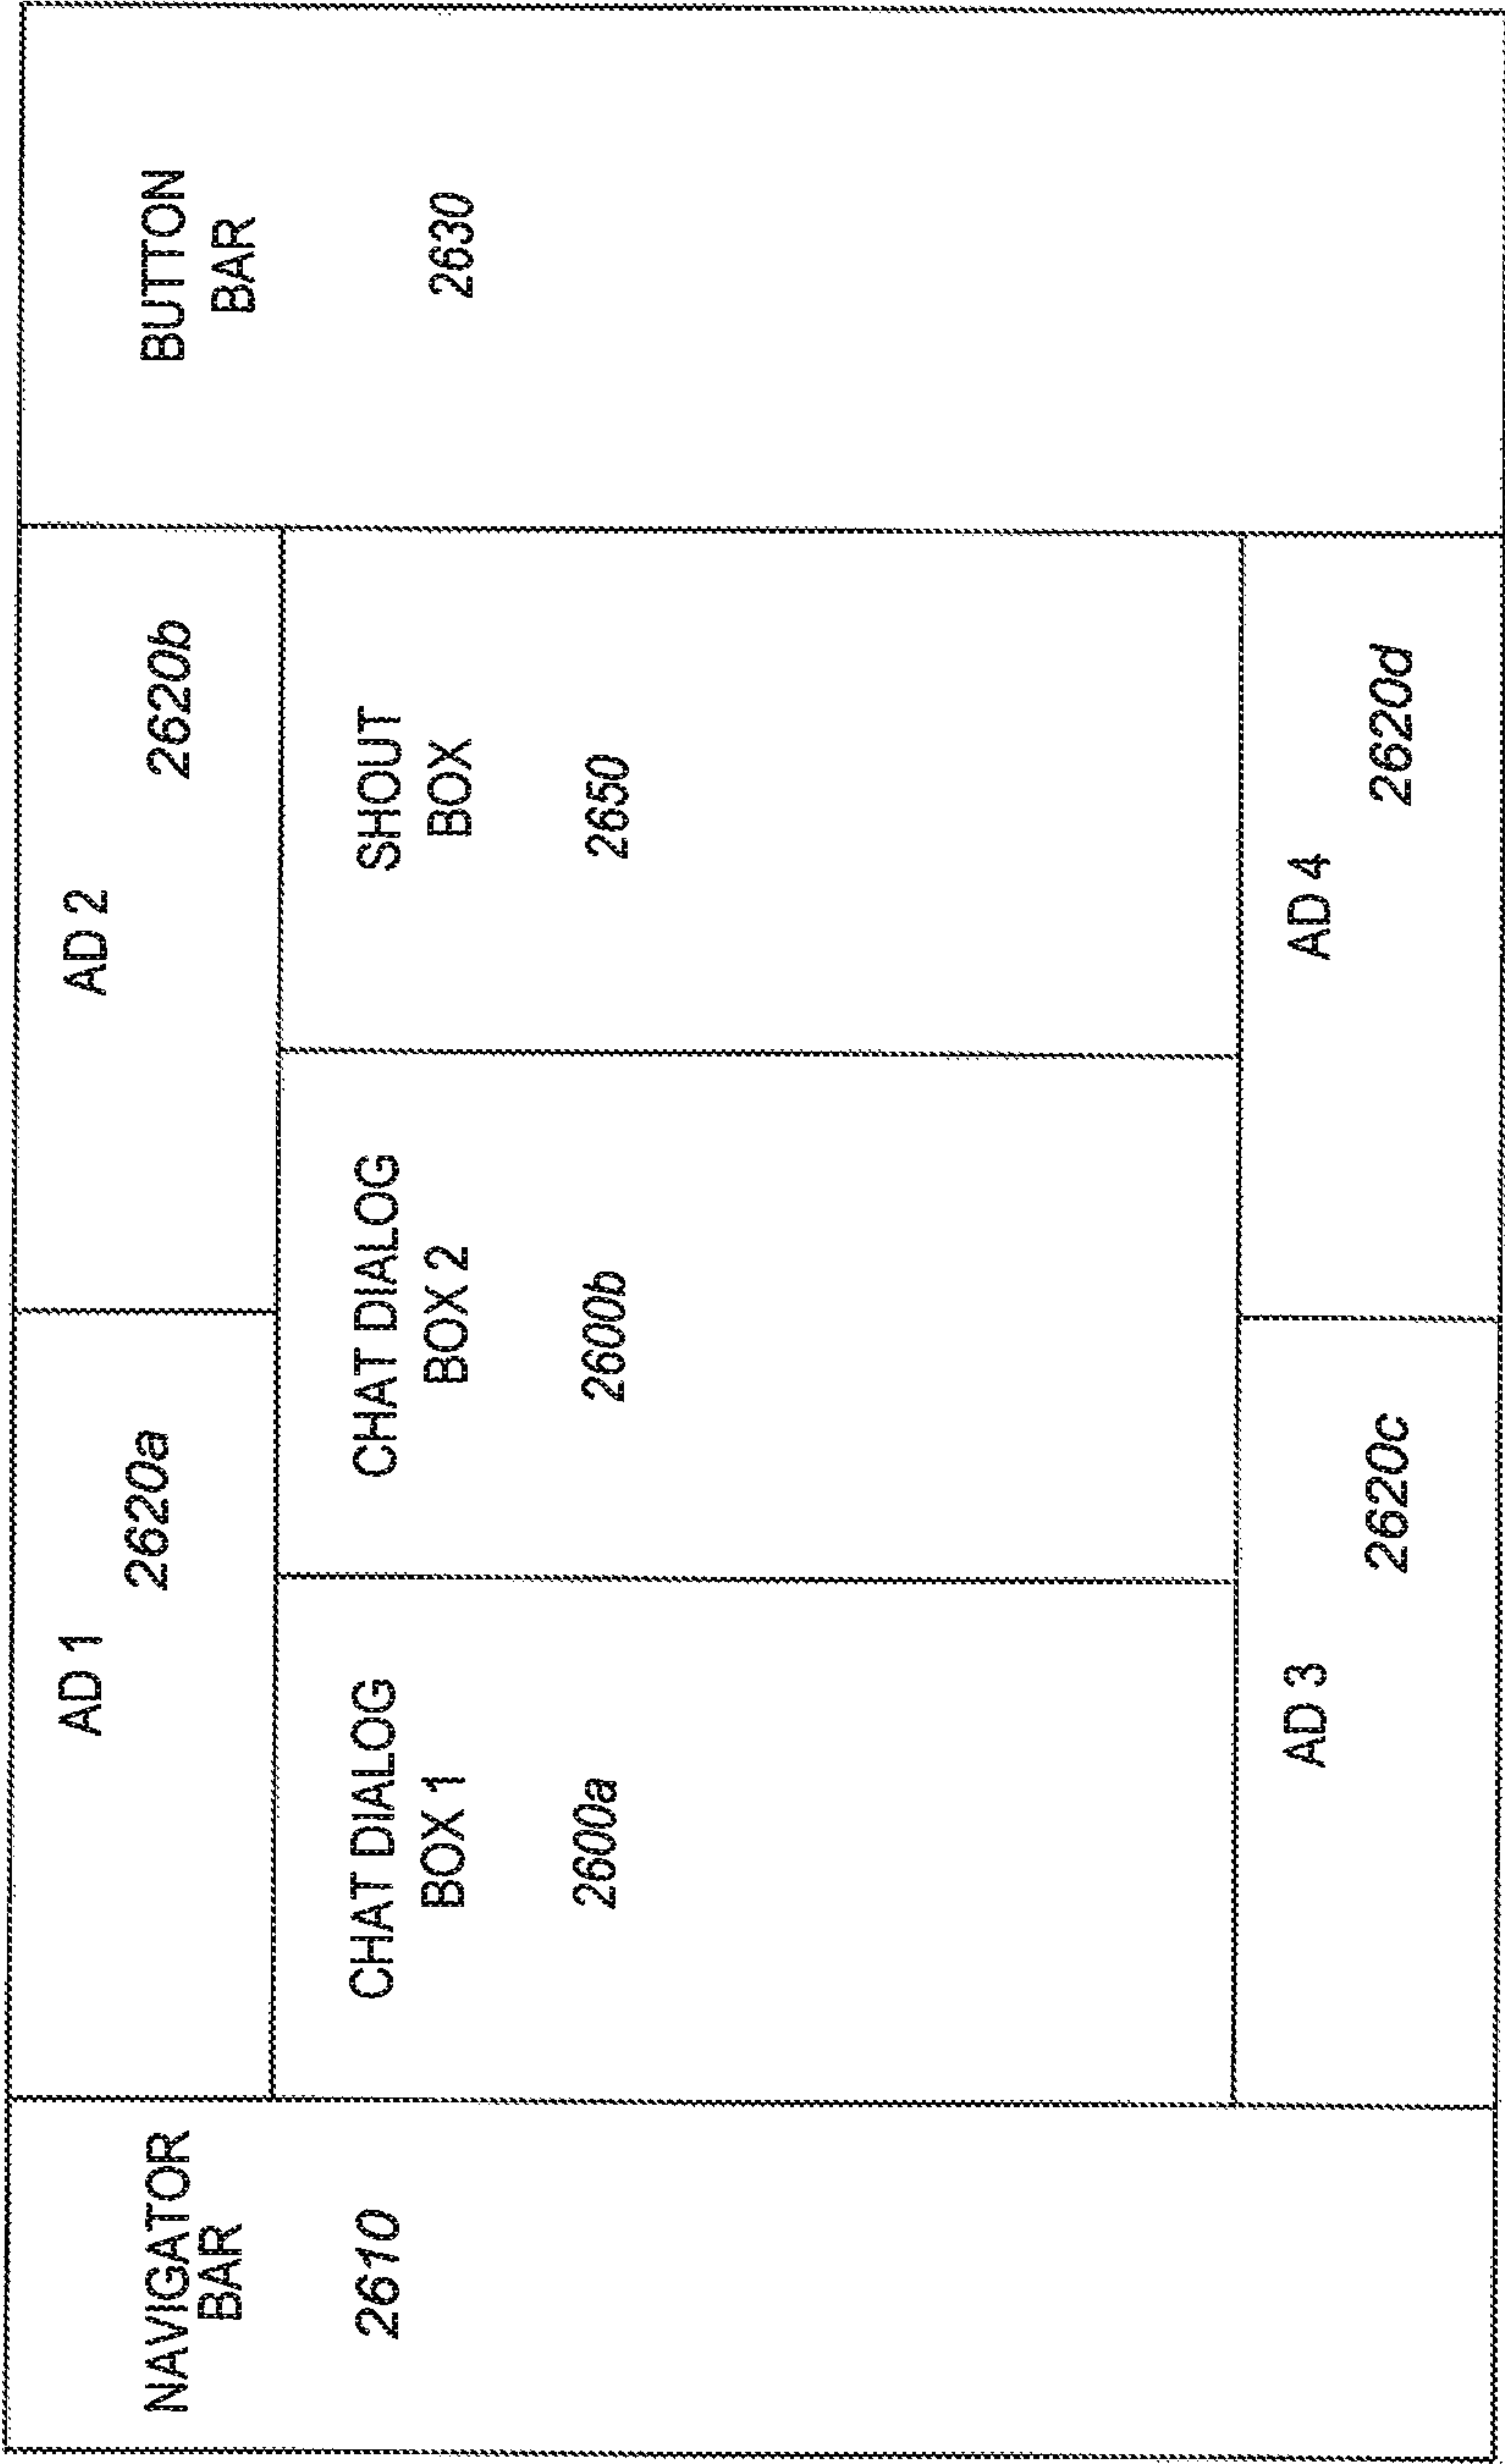 NAVIGATOR
BAR
2610
AD 1
2620a
AD 2
2620b
CHAT DIALOG
BOX 1
2600a
CHAT DIALOG
BOX 2
2600b
SHOUT
BOX
2650
AD 3
2620c
AD 4
2620d
BUTTON
BAR
2630